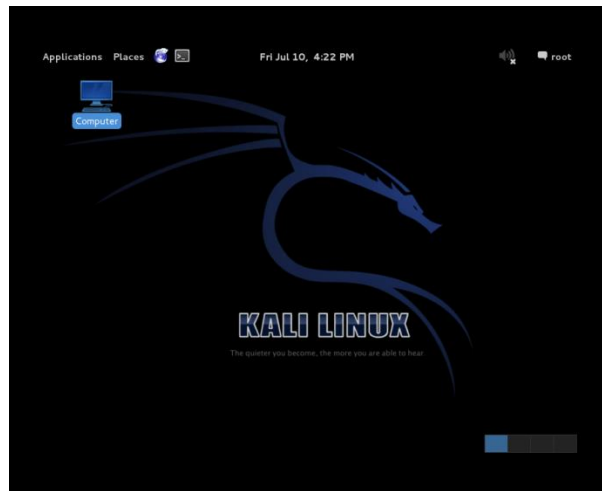 Applications Places Fri Jul 10, 4:22 PM root
Computer
KALI LINUX
The quieter you become, the more you are able to hear